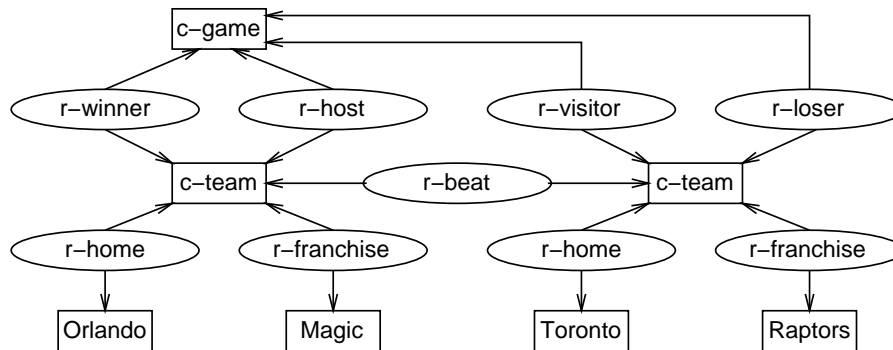 c-game
r-winner r-host r-visitor r-loser
c-team r-beat c-team
r-home r-franchise r-home r-franchise
Orlando Magic Toronto Raptors